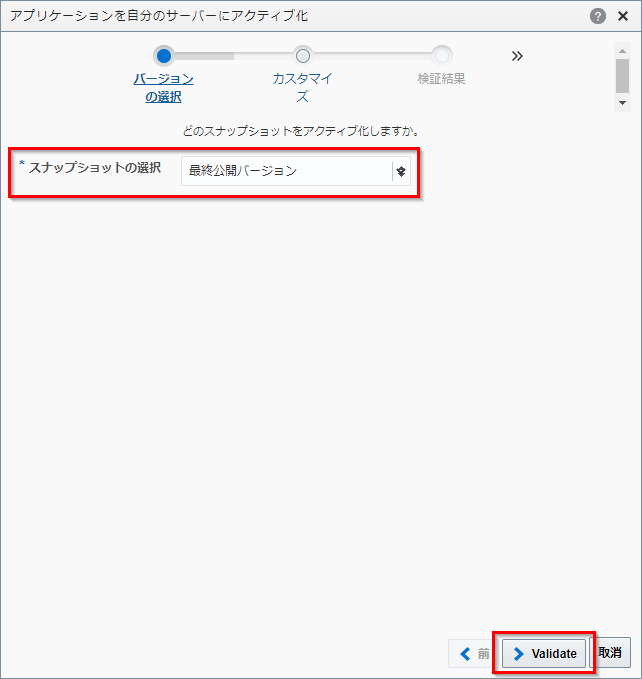 アプリケーションを自分のサーバーにアクティブ化
バージョン
の選択
カスタマイ
ズ
検証結果
どのスナップショットをアクティブ化しますか。
* スナップショットの選択 最終公開バージョン
前 Validate 取消